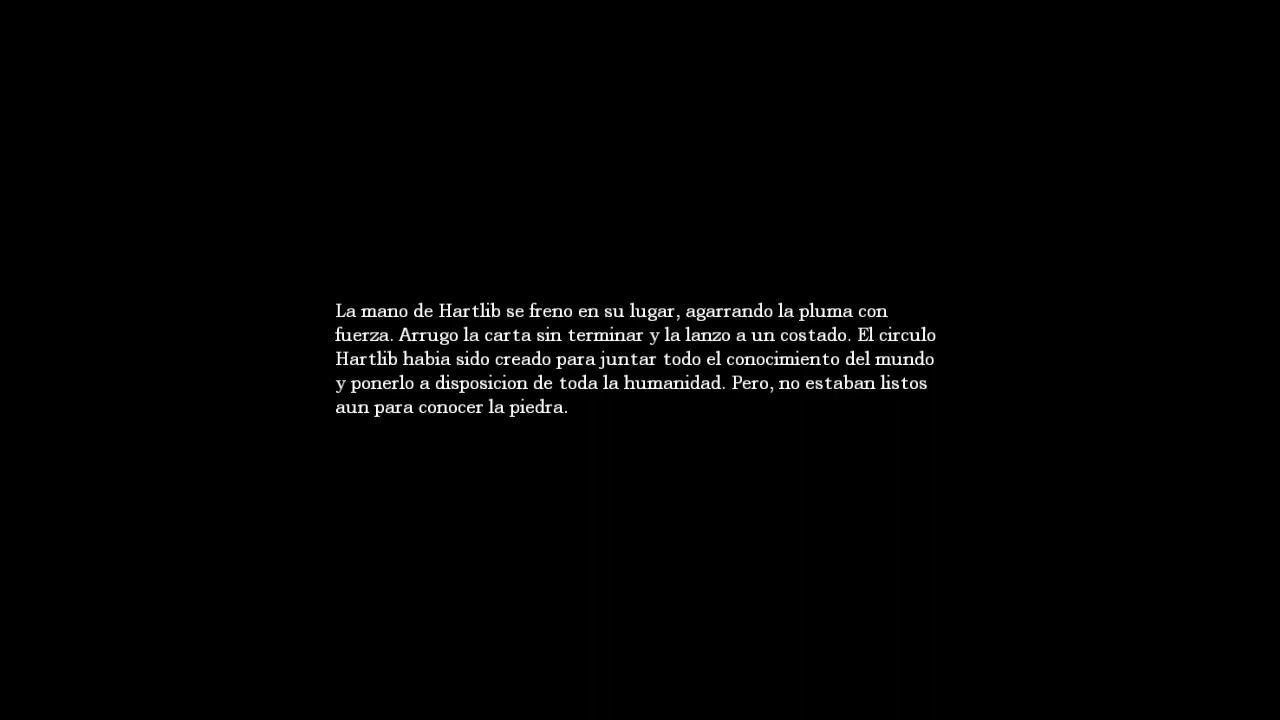 La mano de Hartlib se freno en su lugar, agarrando la pluma con
fuerza. Arrugo la carta sin terminar y la lanzo a un costado. El circulo
Hartlib habia sido creado para juntar todo el conocimiento del mundo
y ponerlo a disposicion de toda la humanidad. Pero, no estaban listos
aun para conocer la piedra.